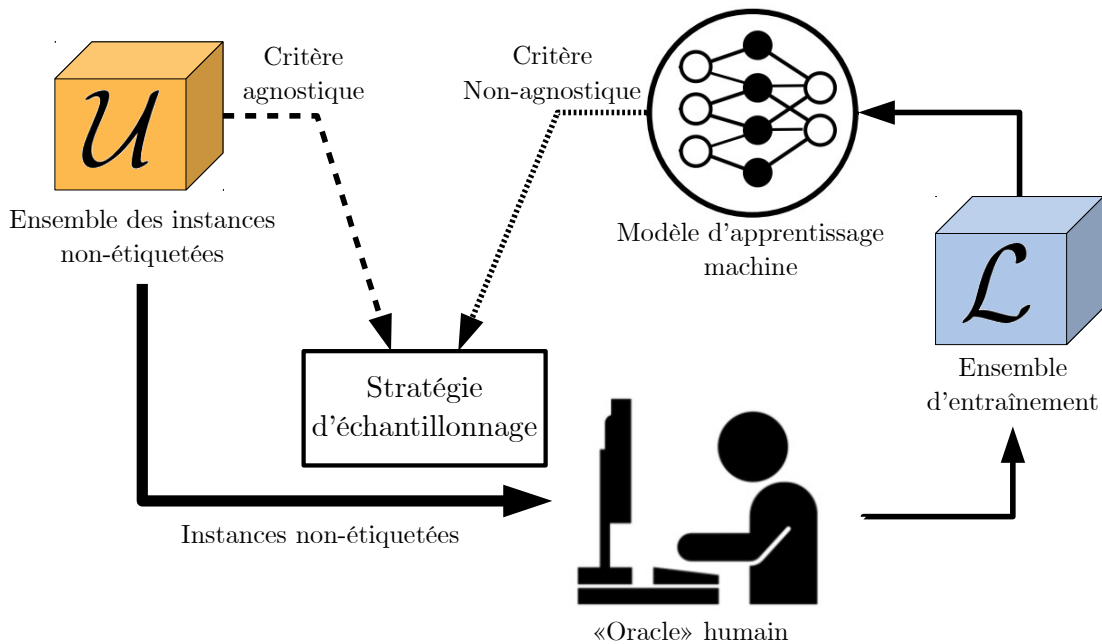 Critère
agnostique
Critère
Non-agnostique
𝒰
Ensemble des instances
non-étiquetées
Modèle d'apprentissage
machine
ℒ
Stratégie
d'échantillonnage
Ensemble
d'entraînement
Instances non-étiquetées
«Oracle» humain